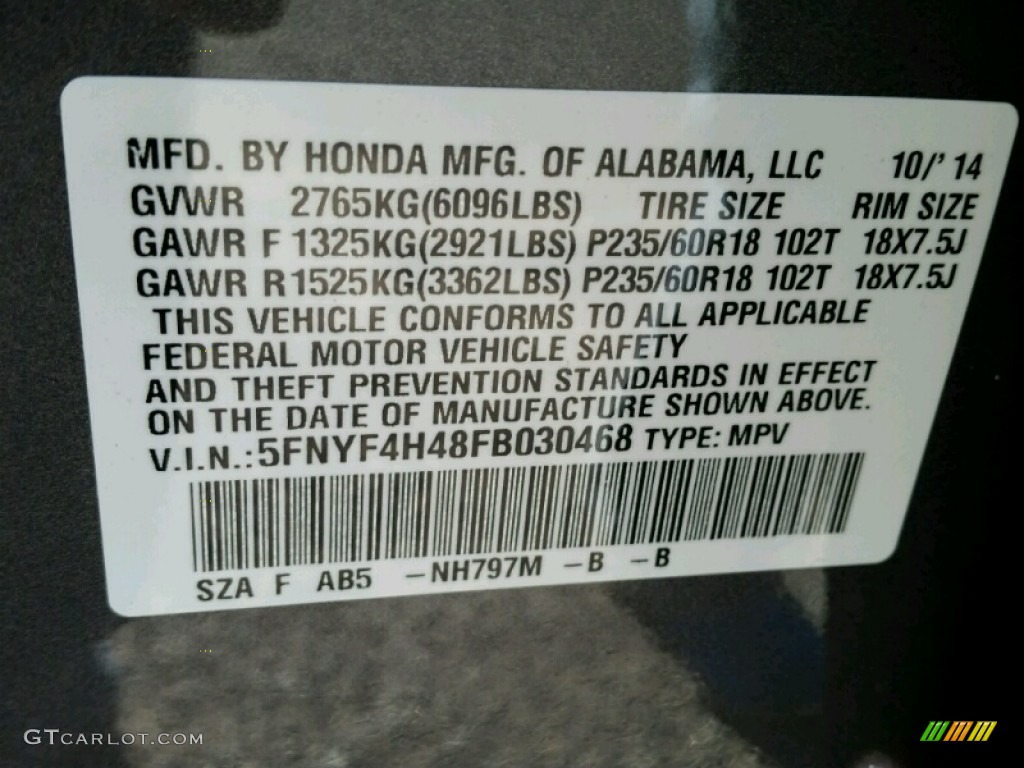 MFD. BY HONDA MFG. OF ALABAMA, LLC 10/' 14
GVWR 2765KG(6096LBS) TIRE SIZE RIM SIZE
GAWR F 1325KG(2921LBS) P235/60R18 102T 18X7.5J
GAWR R 1525KG(3362LBS) P235/60R18 102T 18X7.5J
THIS VEHICLE CONFORMS TO ALL APPLICABLE
FEDERAL MOTOR VEHICLE SAFETY
AND THEFT PREVENTION STANDARDS IN EFFECT
ON THE DATE OF MANUFACTURE SHOWN ABOVE.
V.I.N.:5FNYF4H48FB030468 TYPE: MPV
SZA F AB5 -NH797M -B -B
GTCARLOT.COM